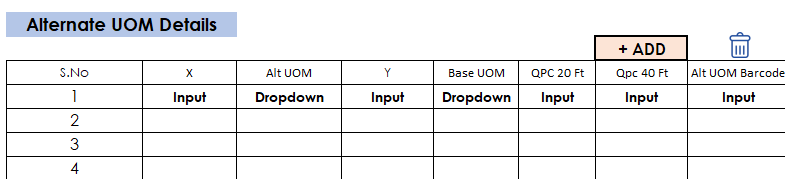 Alternate UOM Details
+ ADD
S.No X Alt UOM Y Base UOM QPC 20 Ft Qpc 40 Ft Alt UOM Barcode
1 Input Dropdown Input Dropdown Input Input Input
2
3
4